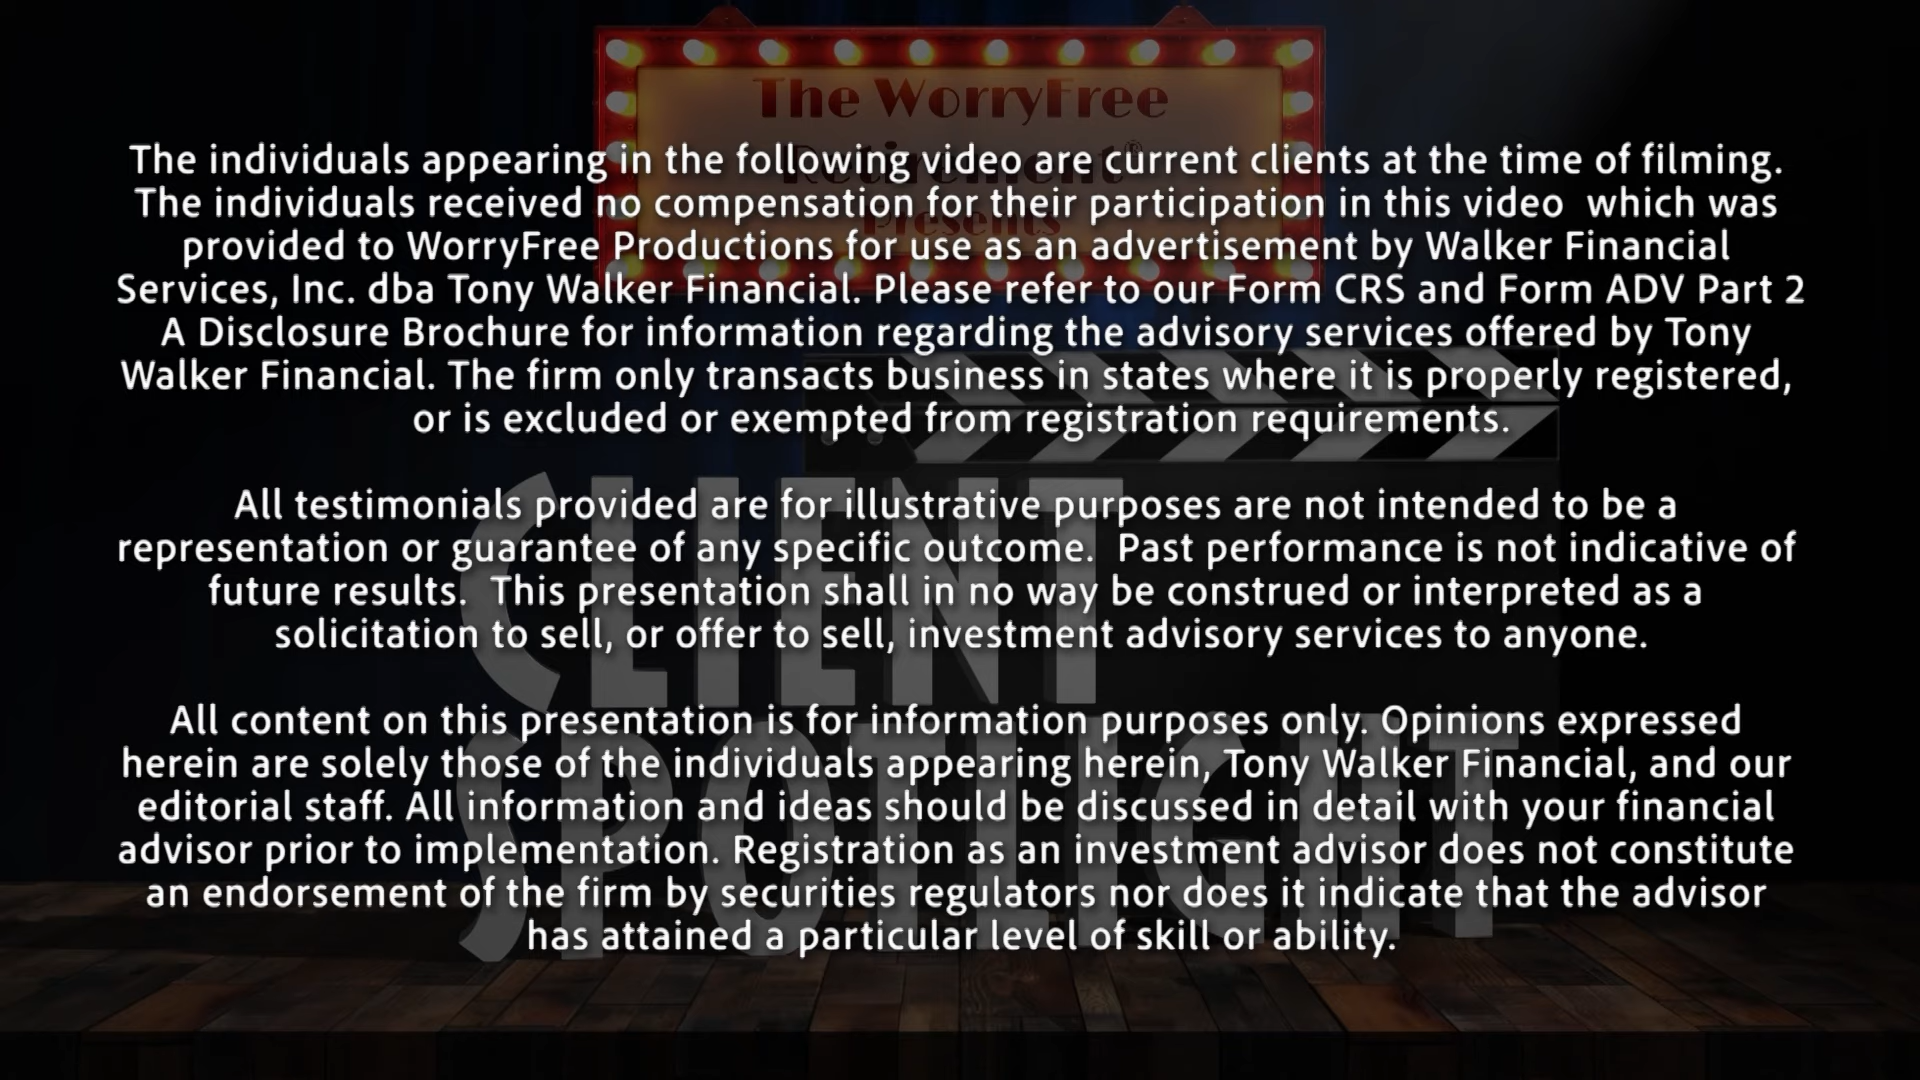 The WorryFree
Retirement®
Presents
The individuals appearing in the following video are current clients at the time of filming.
The individuals received no compensation for their participation in this video  which was
provided to WorryFree Productions for use as an advertisement by Walker Financial
Services, Inc. dba Tony Walker Financial. Please refer to our Form CRS and Form ADV Part 2
A Disclosure Brochure for information regarding the advisory services offered by Tony
Walker Financial. The firm only transacts business in states where it is properly registered,
or is excluded or exempted from registration requirements.
All testimonials provided are for illustrative purposes are not intended to be a
representation or guarantee of any specific outcome.  Past performance is not indicative of
future results.  This presentation shall in no way be construed or interpreted as a
solicitation to sell, or offer to sell, investment advisory services to anyone.
All content on this presentation is for information purposes only. Opinions expressed
herein are solely those of the individuals appearing herein, Tony Walker Financial, and our
editorial staff. All information and ideas should be discussed in detail with your financial
advisor prior to implementation. Registration as an investment advisor does not constitute
an endorsement of the firm by securities regulators nor does it indicate that the advisor
has attained a particular level of skill or ability.
CLIENT
SPOTLIGHT